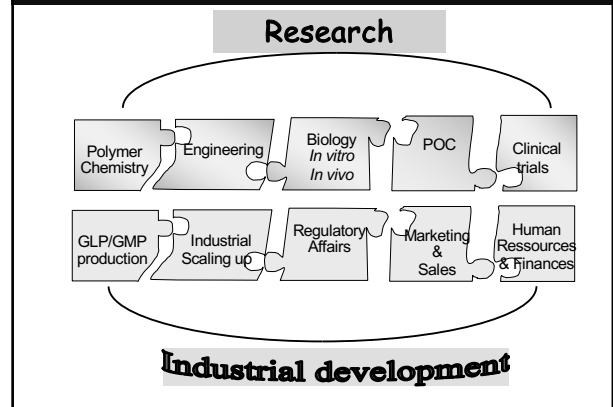 Research
Polymer
Chemistry
Engineering
Biology
In vitro
In vivo
POC
Clinical
trials
GLP/GMP
production
Industrial
Scaling up
Regulatory
Affairs
Marketing
&
Sales
Human
Ressources
& Finances
Industrial development